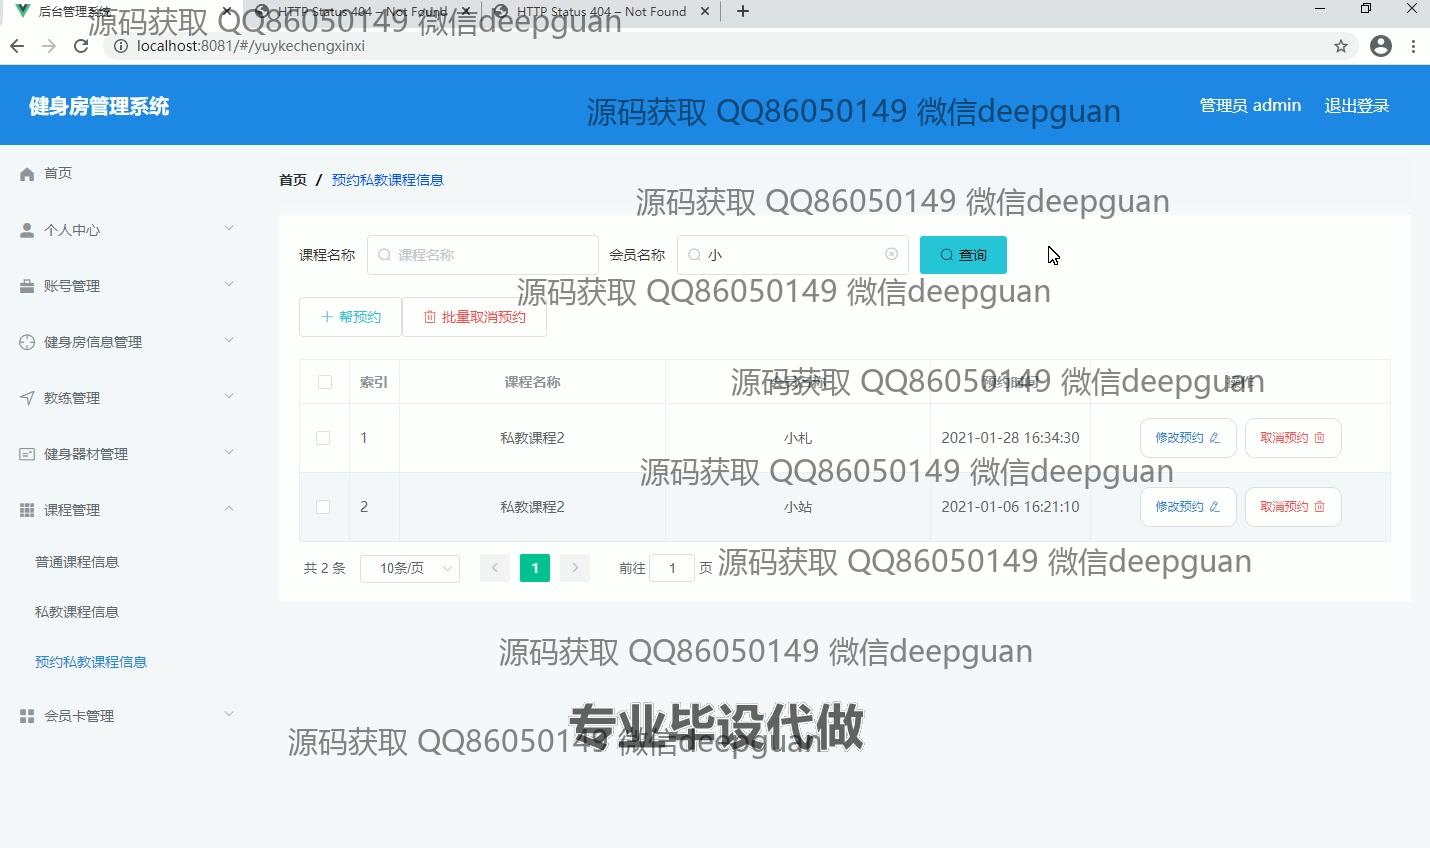 后台管理系统
HTTP Status 404 – Not Found
HTTP Status 404 – Not Found
源码获取 QQ86050149 微信deepguan
localhost:8081/#/yuykechengxinxi
健身房管理系统
源码获取 QQ86050149 微信deepguan
管理员 admin
退出登录
首页
个人中心
账号管理
健身房信息管理
教练管理
健身器材管理
课程管理
普通课程信息
私教课程信息
预约私教课程信息
会员卡管理
首页 / 预约私教课程信息
源码获取 QQ86050149 微信deepguan
课程名称 课程名称 会员名称 小 查询
源码获取 QQ86050149 微信deepguan
帮预约 批量取消预约
索引 课程名称 会员名称 预约时间 操作
源码获取 QQ86050149 微信deepguan
1 私教课程2 小札 2021-01-28 16:34:30 修改预约 取消预约
源码获取 QQ86050149 微信deepguan
2 私教课程2 小站 2021-01-06 16:21:10 修改预约 取消预约
共 2 条 10条/页 1 前往 1 页
源码获取 QQ86050149 微信deepguan
源码获取 QQ86050149 微信deepguan
专业毕设代做
源码获取 QQ86050149 微信deepguan